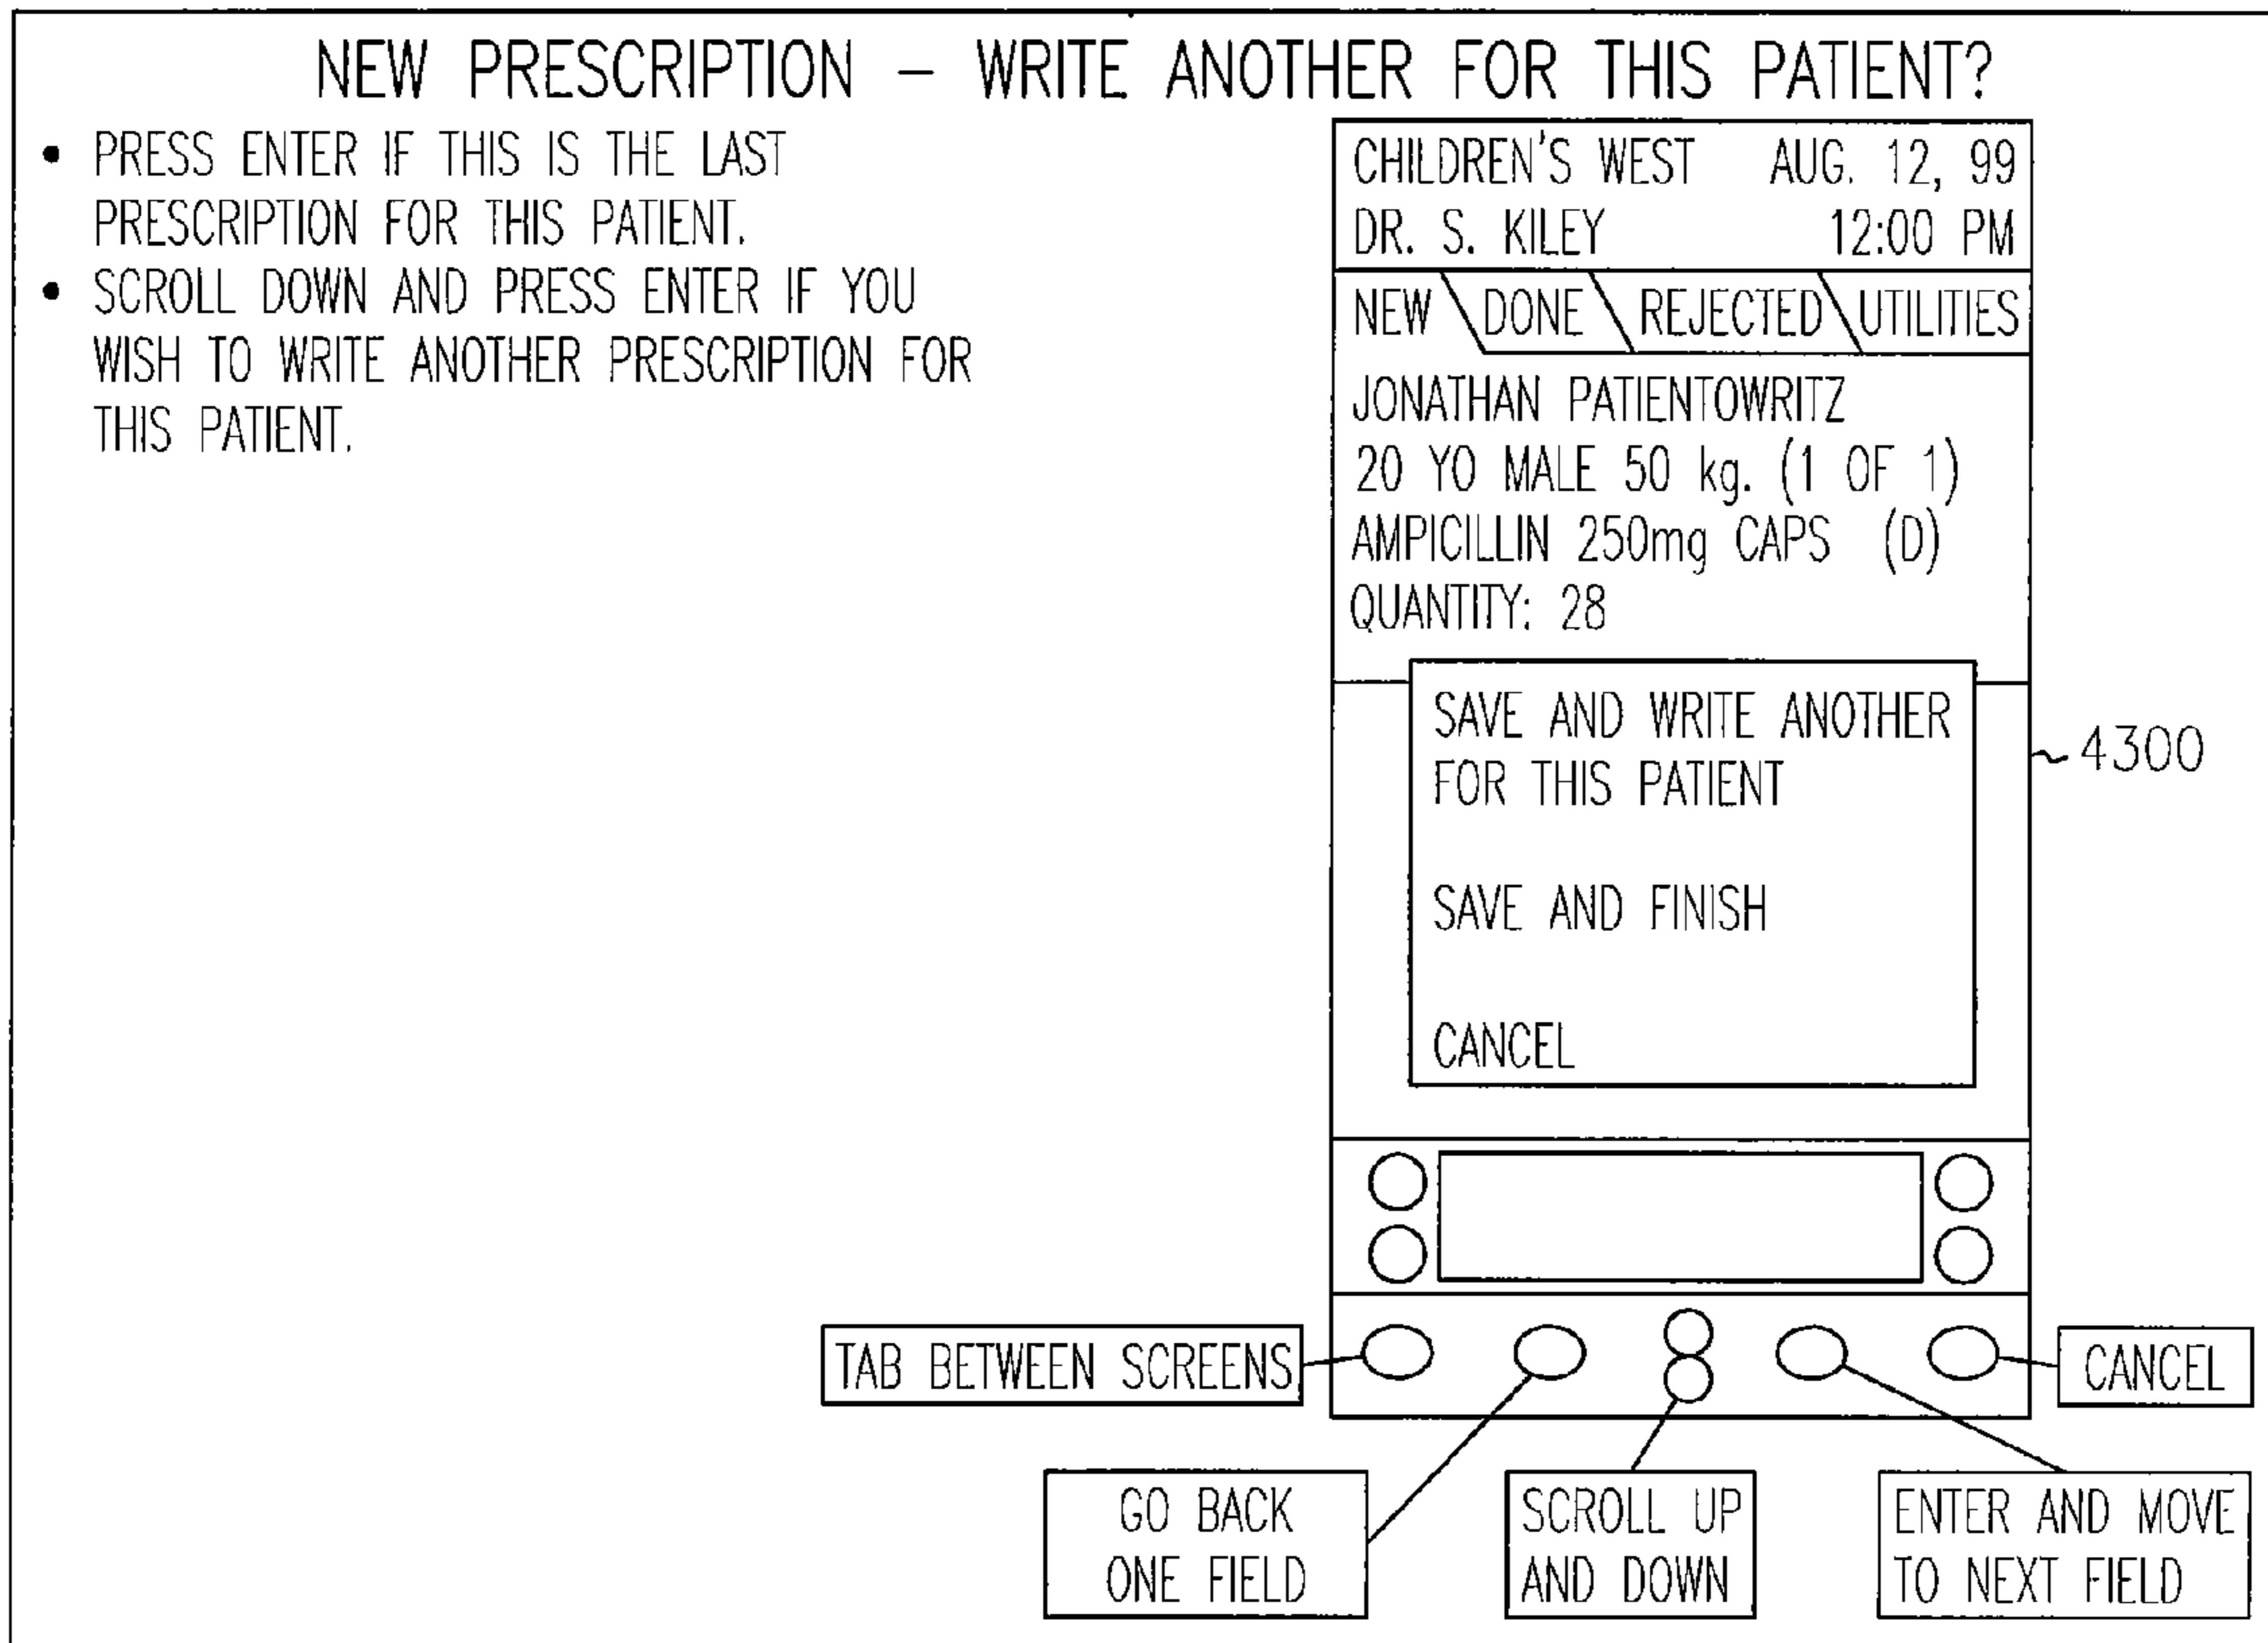 NEW PRESCRIPTION – WRITE ANOTHER FOR THIS PATIENT?
• PRESS ENTER IF THIS IS THE LAST
PRESCRIPTION FOR THIS PATIENT.
• SCROLL DOWN AND PRESS ENTER IF YOU
WISH TO WRITE ANOTHER PRESCRIPTION FOR
THIS PATIENT.
CHILDREN'S WEST AUG. 12, 99
DR. S. KILEY 12:00 PM
NEW DONE REJECTED UTILITIES
JONATHAN PATIENTOWRITZ
20 YO MALE 50 kg. (1 OF 1)
AMPICILLIN 250mg CAPS (D)
QUANTITY: 28
SAVE AND WRITE ANOTHER
FOR THIS PATIENT
SAVE AND FINISH
CANCEL
4300
TAB BETWEEN SCREENS
CANCEL
GO BACK
ONE FIELD
SCROLL UP
AND DOWN
ENTER AND MOVE
TO NEXT FIELD